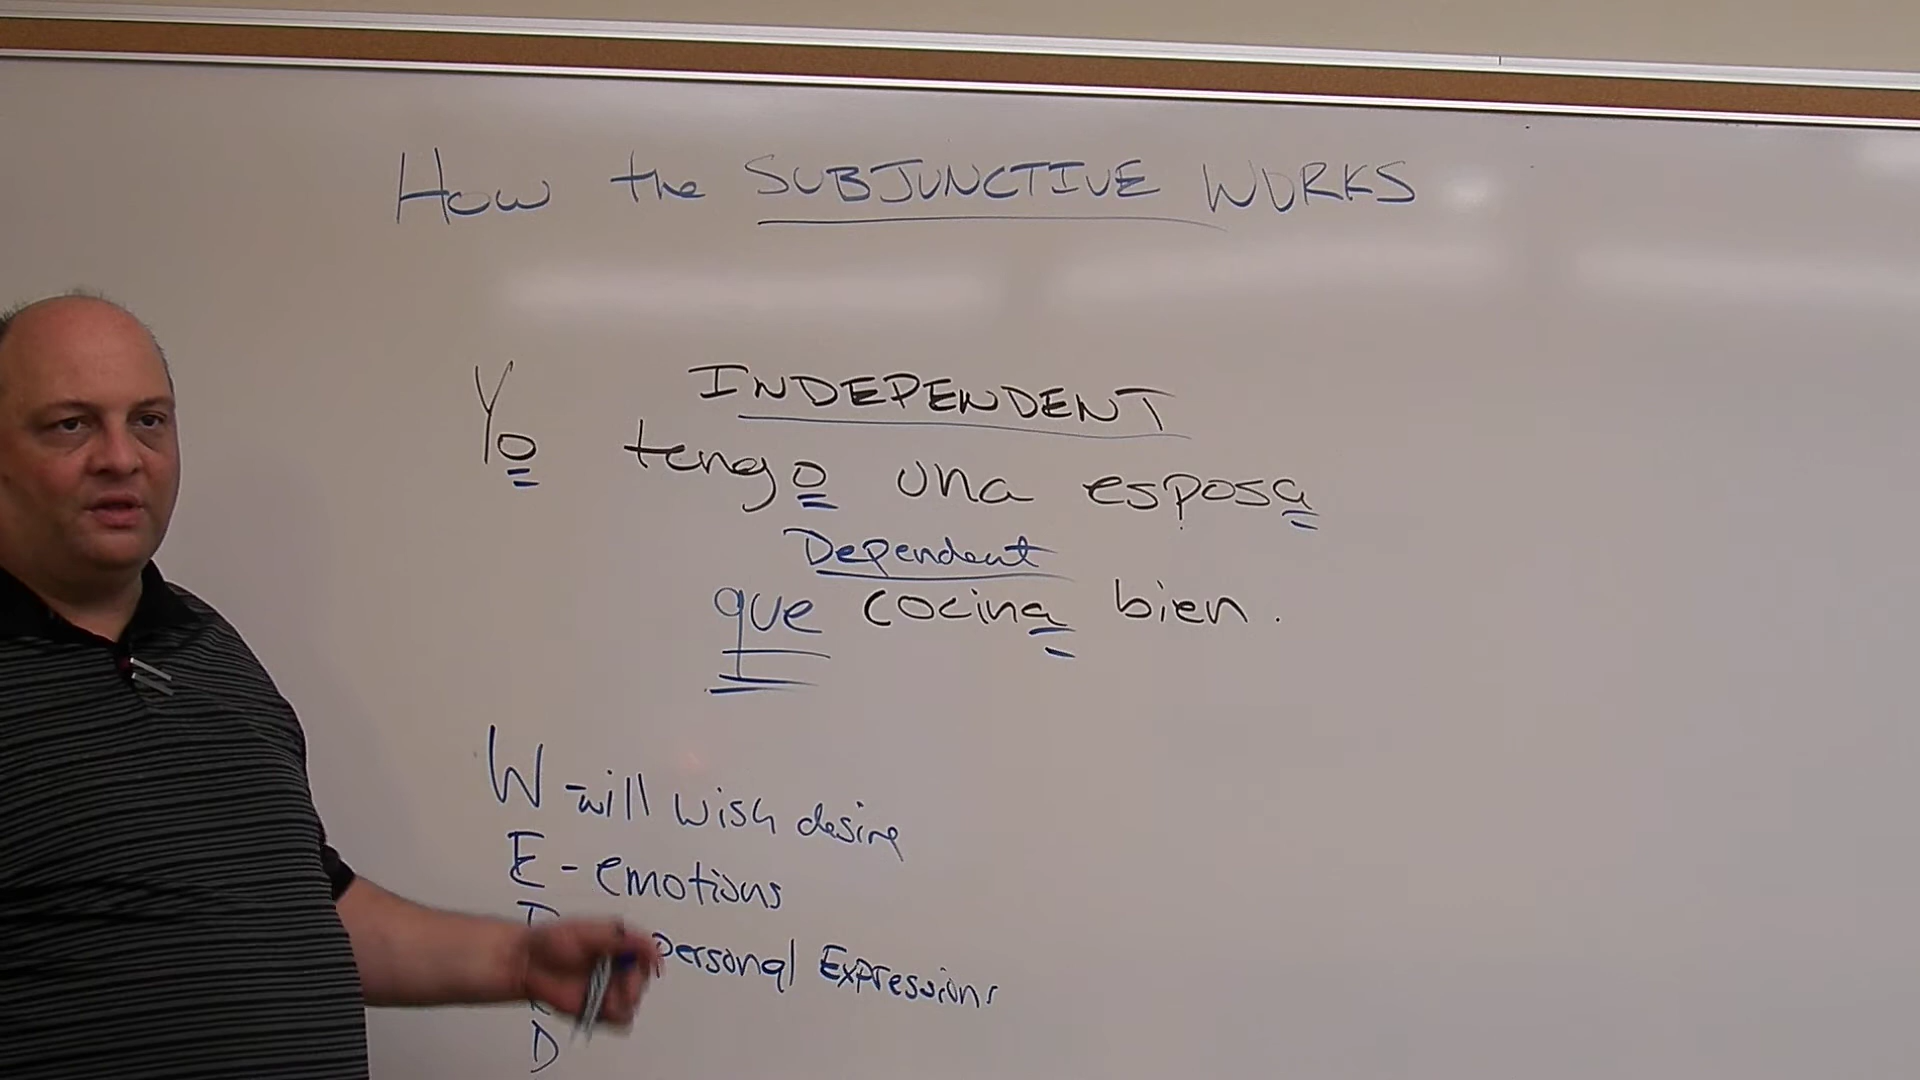 How the SUBJUNCTIVE WORKS
INDEPENDENT
Yo tengo una esposa
Dependent
que cocina bien.
W - will wish desire
E - emotions
personal Expressions
D